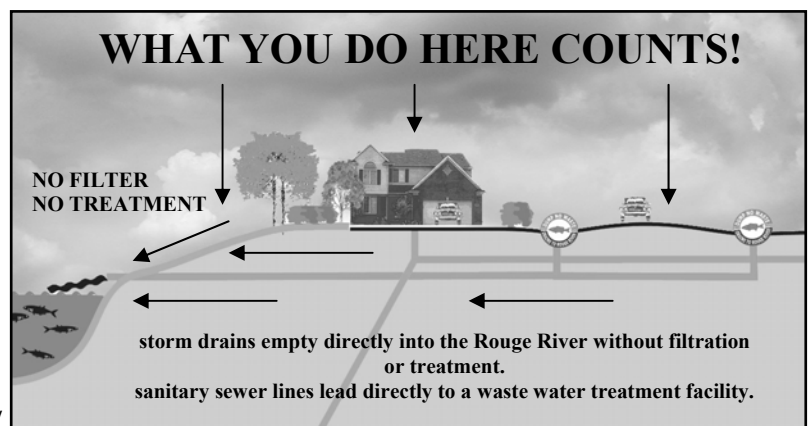 WHAT YOU DO HERE COUNTS!
NO FILTER
NO TREATMENT
storm drains empty directly into the Rouge River without filtration
or treatment.
sanitary sewer lines lead directly to a waste water treatment facility.